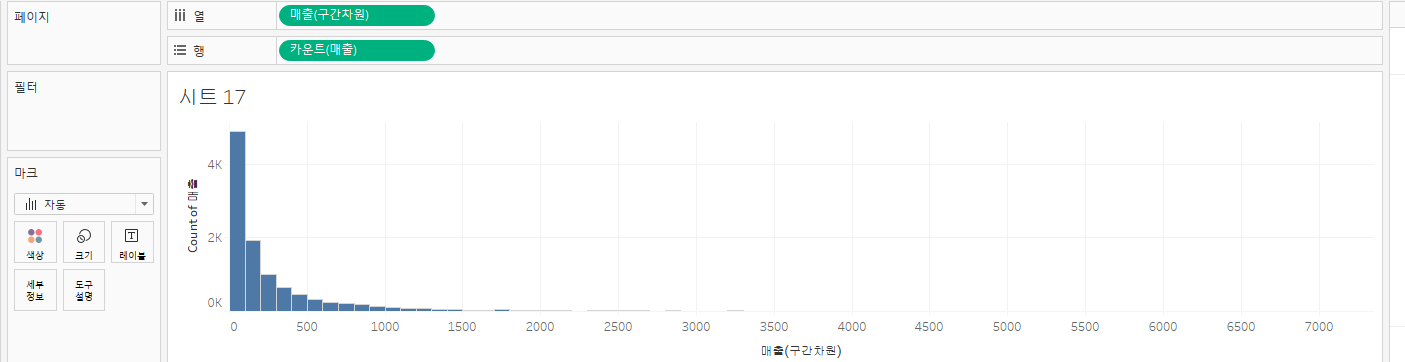 페이지
열
매출(구간차원)
행
카운트(매출)
필터
시트 17
마크
자동
색상
크기
레이블
세부
정보
도구
설명
Count of 매출
4K
2K
0K
0 500 1000 1500 2000 2500 3000 3500 4000 4500 5000 5500 6000 6500 7000
매출(구간차원)